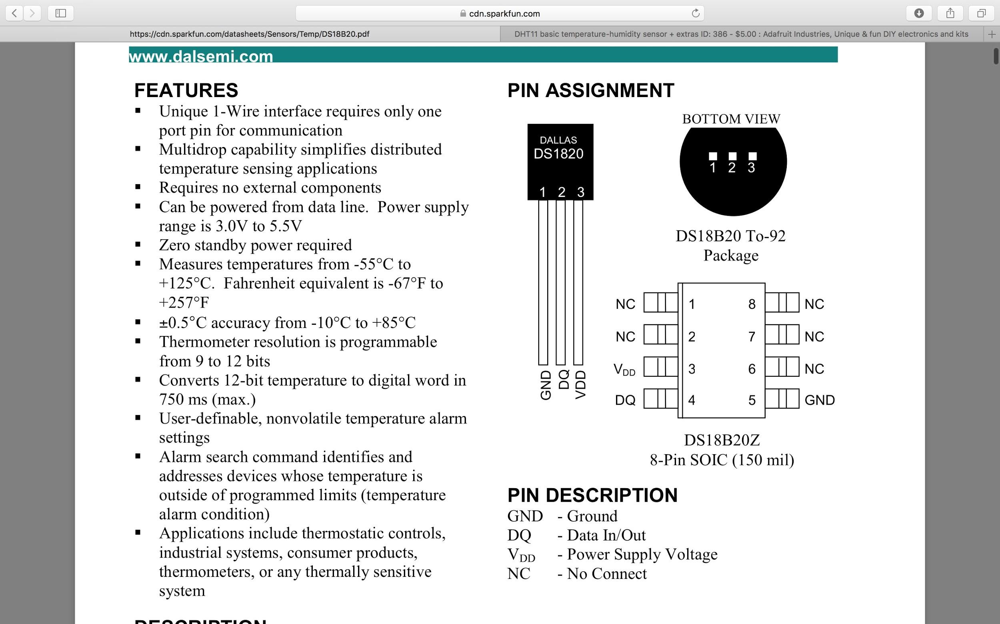 cdn.sparkfun.com
https://cdn.sparkfun.com/datasheets/Sensors/Temp/DS18B20.pdf
DHT11 basic temperature-humidity sensor + extras ID: 386 - $5.00 : Adafruit Industries, Unique & fun DIY electronics and kits
www.dalsemi.com
FEATURES
▪ Unique 1-Wire interface requires only one
port pin for communication
▪ Multidrop capability simplifies distributed
temperature sensing applications
▪ Requires no external components
▪ Can be powered from data line. Power supply
range is 3.0V to 5.5V
▪ Zero standby power required
▪ Measures temperatures from -55°C to
+125°C. Fahrenheit equivalent is -67°F to
+257°F
▪ ±0.5°C accuracy from -10°C to +85°C
▪ Thermometer resolution is programmable
from 9 to 12 bits
▪ Converts 12-bit temperature to digital word in
750 ms (max.)
▪ User-definable, nonvolatile temperature alarm
settings
▪ Alarm search command identifies and
addresses devices whose temperature is
outside of programmed limits (temperature
alarm condition)
▪ Applications include thermostatic controls,
industrial systems, consumer products,
thermometers, or any thermally sensitive
system
DESCRIPTION
PIN ASSIGNMENT
DALLAS
DS1820
1 2 3
GND
DQ
VDD
BOTTOM VIEW
1 2 3
DS18B20 To-92
Package
NC 1 8 NC
NC 2 7 NC
VDD 3 6 NC
DQ 4 5 GND
DS18B20Z
8-Pin SOIC (150 mil)
PIN DESCRIPTION
GND - Ground
DQ - Data In/Out
VDD - Power Supply Voltage
NC - No Connect